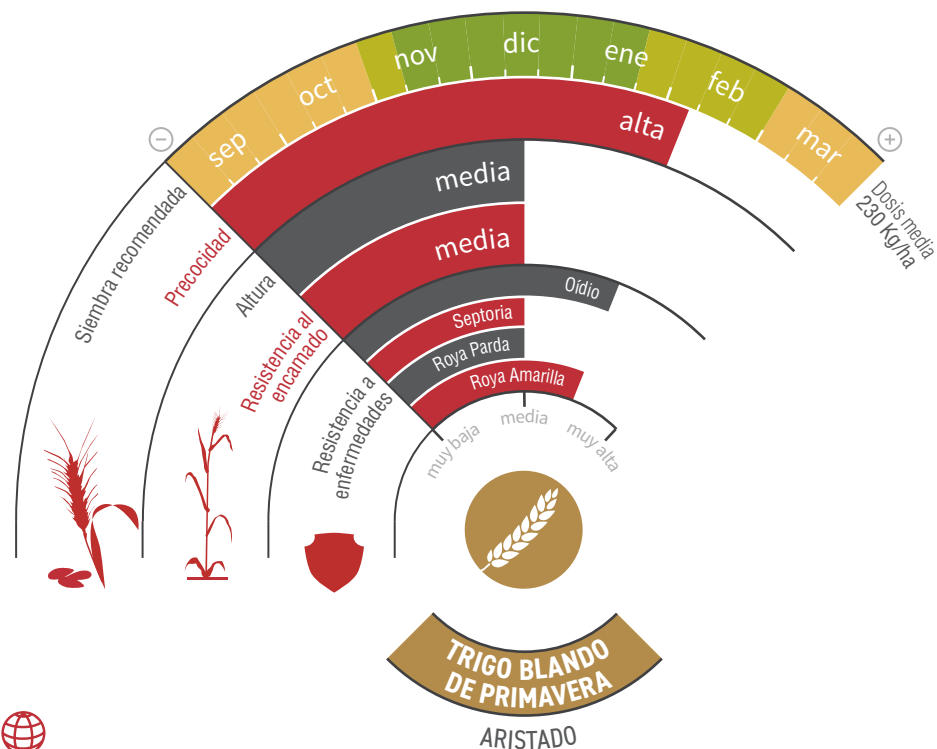 sep
oct
nov
dic
ene
feb
mar
−
+
Dosis media
230 Kg/ha
Siembra recomendada
Precocidad
alta
Altura
media
Resistencia al
encamado
media
Resistencia a
enfermedades
Oídio
Septoria
Roya Parda
Roya Amarilla
muy baja
media
muy alta
TRIGO BLANDO
DE PRIMAVERA
ARISTADO